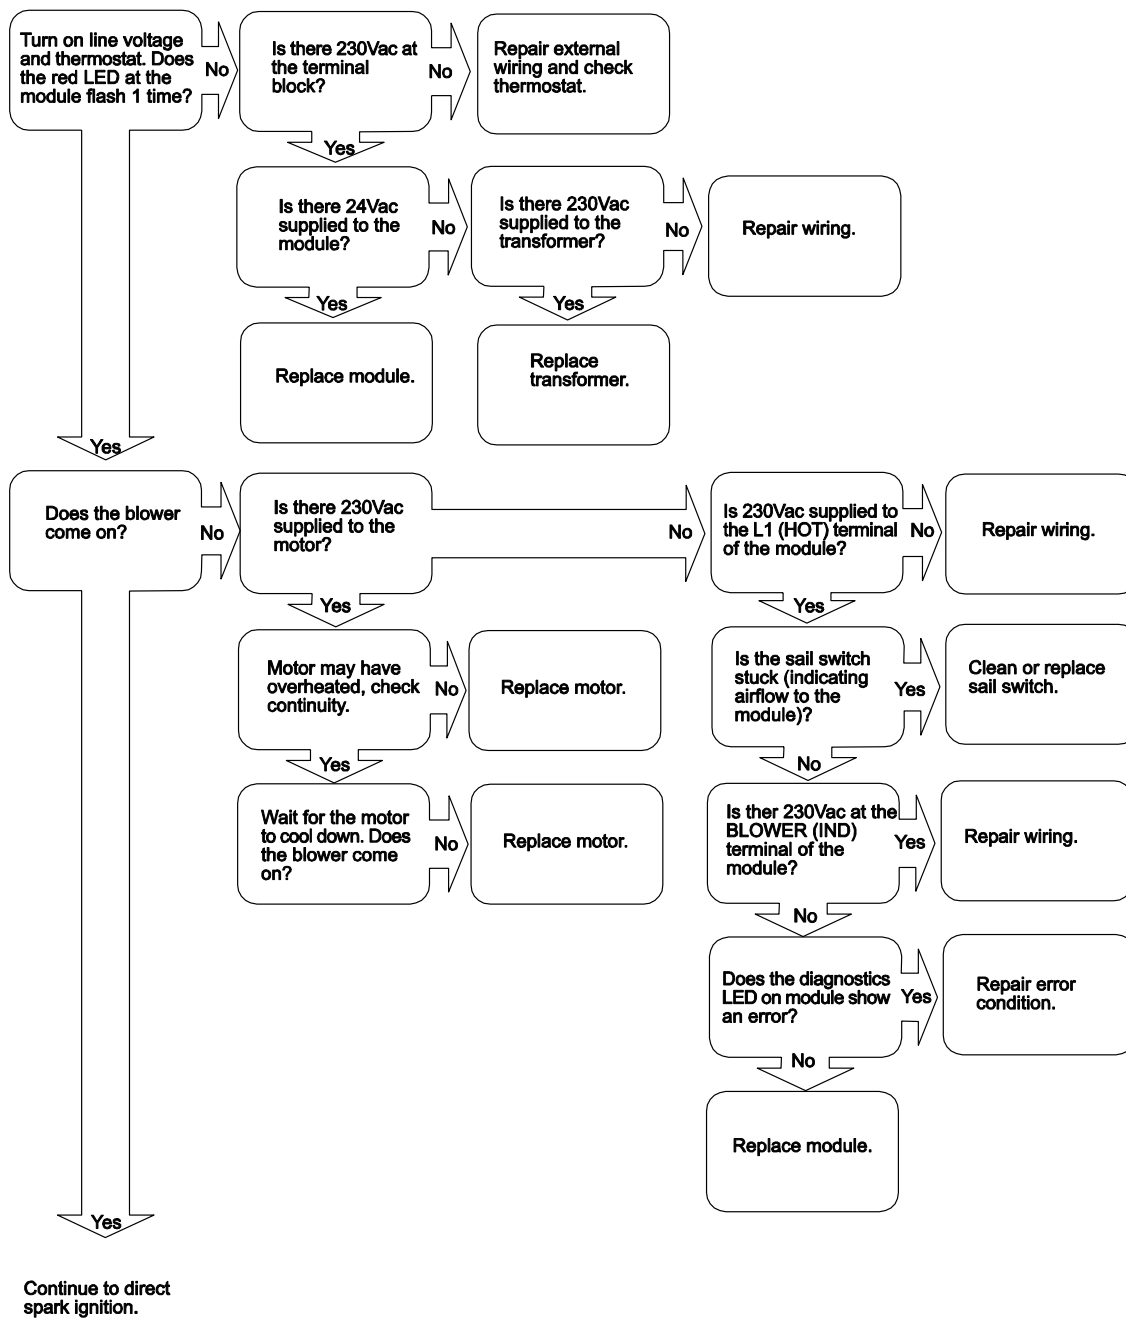 Turn on line voltage
and thermostat. Does
the red LED at the
module flash 1 time?
No
Is there 230Vac at
the terminal
block?
No
Repair external
wiring and check
thermostat.
Yes
Is there 24Vac
supplied to the
module?
No
Is there 230Vac
supplied to the
transformer?
No
Repair wiring.
Yes
Yes
Replace module.
Replace
transformer.
Yes
Does the blower
come on?
No
Is there 230Vac
supplied to the
motor?
No
Is 230Vac supplied to
the L1 (HOT) terminal
of the module?
No
Repair wiring.
Yes
Yes
Motor may have
overheated, check
continuity.
No
Replace motor.
Is the sail switch
stuck (indicating
airflow to the
module)?
Yes
Clean or replace
sail switch.
Yes
No
Wait for the motor
to cool down. Does
the blower come
on?
No
Replace motor.
Is ther 230Vac at the
BLOWER (IND)
terminal of the
module?
Yes
Repair wiring.
No
Does the diagnostics
LED on module show
an error?
Yes
Repair error
condition.
No
Replace module.
Yes
Continue to direct
spark ignition.